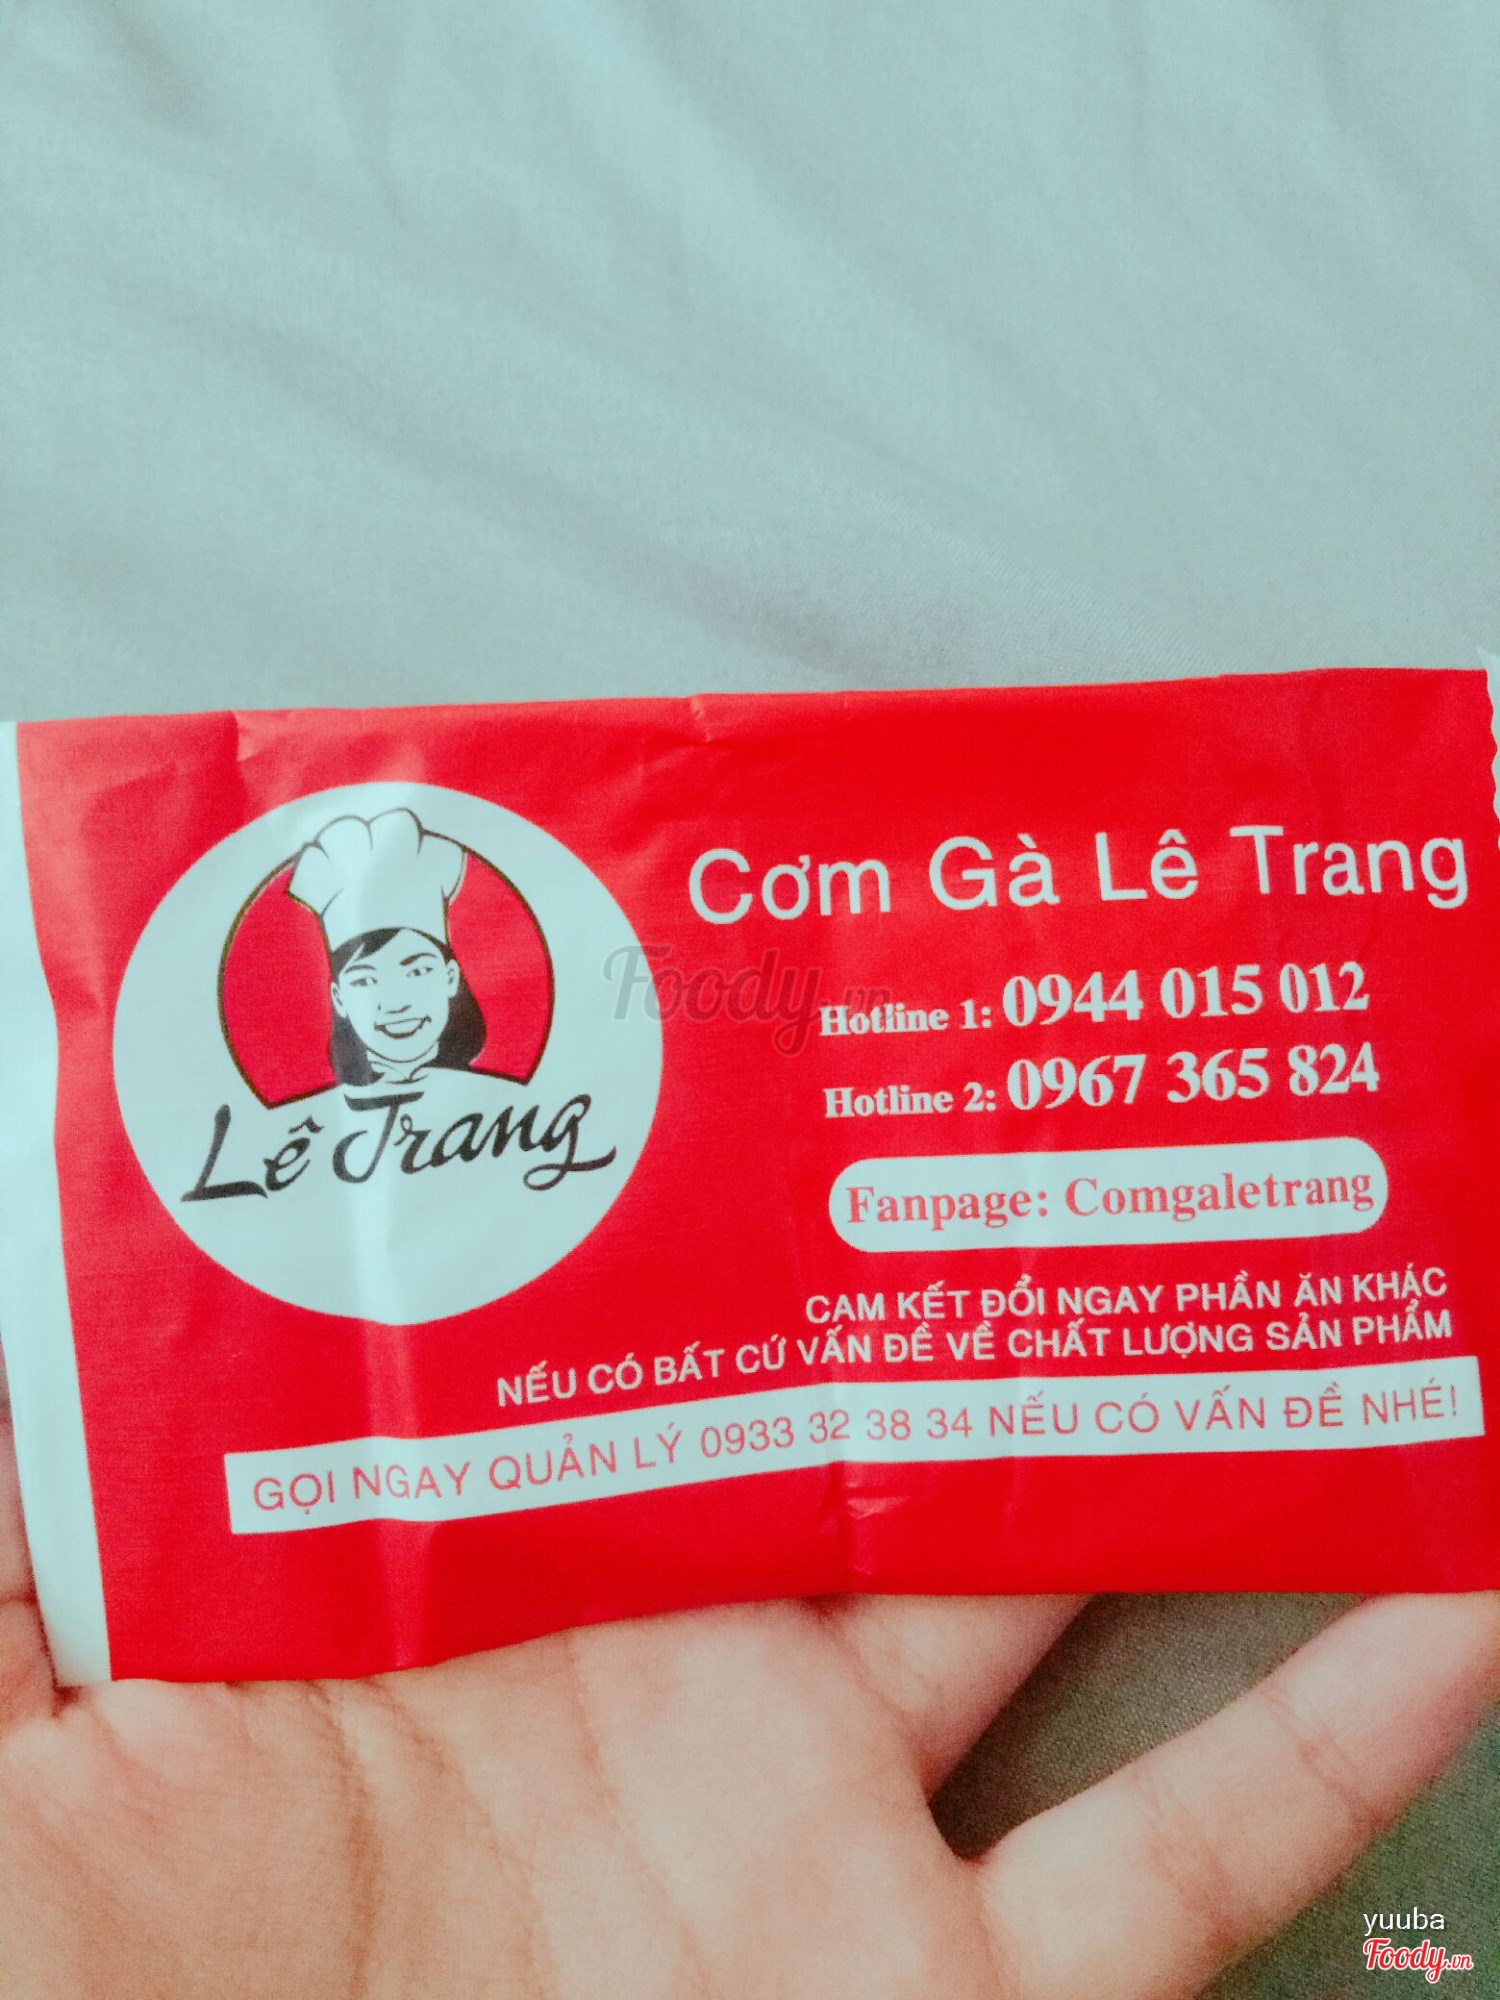 Lê Trang
Cơm Gà Lê Trang
Foody.vn
Hotline 1: 0944 015 012
Hotline 2: 0967 365 824
Fanpage: Comgaletrang
CAM KẾT ĐỔI NGAY PHẦN ĂN KHÁC
NẾU CÓ BẤT CỨ VẤN ĐỀ VỀ CHẤT LƯỢNG SẢN PHẨM
GỌI NGAY QUẢN LÝ 0933 32 38 34 NẾU CÓ VẤN ĐỀ NHÉ!
yuuba
Foody.vn